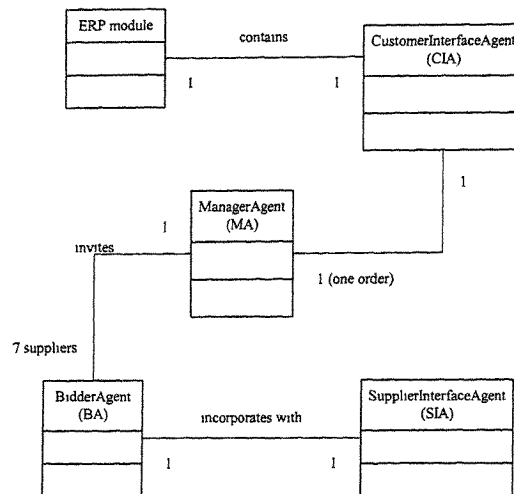 ERP module
contains
CustomerInterfaceAgent
(CIA)
1
1
1
ManagerAgent
(MA)
1
invites
1 (one order)
7 suppliers
BidderAgent
(BA)
incorporates with
SupplierInterfaceAgent
(SIA)
1
1